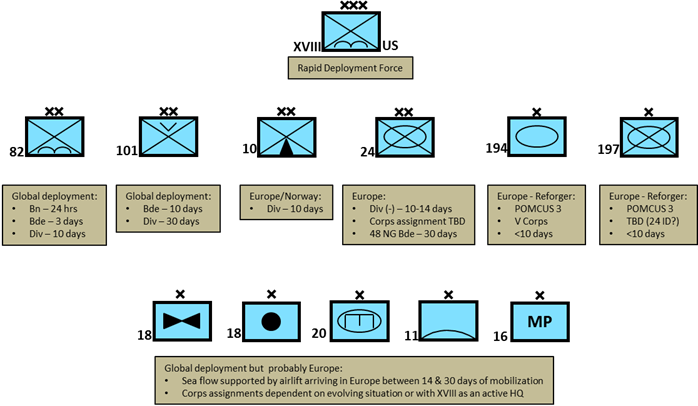 XXX
XVIII US
Rapid Deployment Force
XX XX XX XX X X
82 101 10 24 194 197
Global deployment:
• Bn – 24 hrs
• Bde – 3 days
• Div – 10 days
Global deployment:
• Bde – 10 days
• Div – 30 days
Europe/Norway:
• Div – 10 days
Europe:
• Div (-) – 10-14 days
• Corps assignment TBD
• 48 NG Bde – 30 days
Europe - Reforger:
• POMCUS 3
• V Corps
• <10 days
Europe - Reforger:
• POMCUS 3
• TBD (24 ID?)
• <10 days
X X X X X
18 18 20 11 16 MP
Global deployment but  probably Europe:
• Sea flow supported by airlift arriving in Europe between 14 & 30 days of mobilization
• Corps assignments dependent on evolving situation or with XVIII as an active HQ